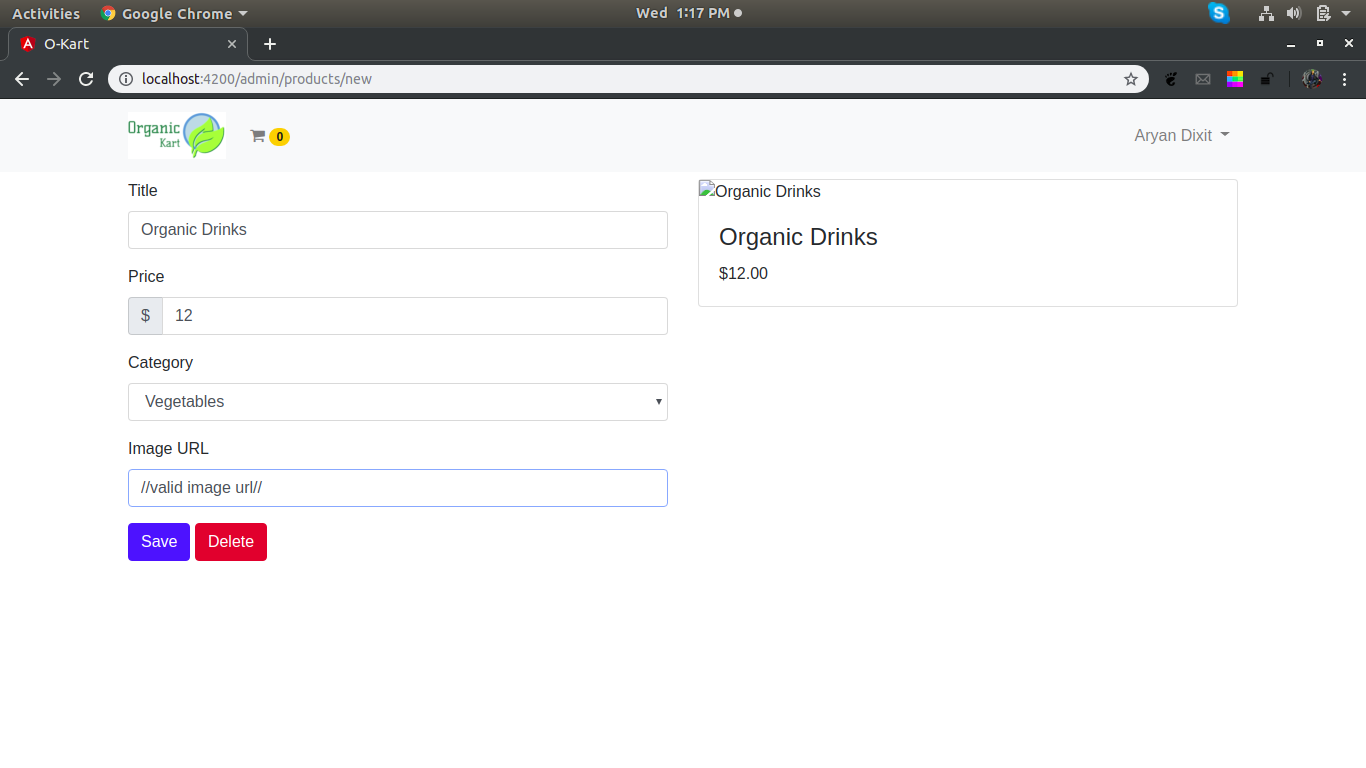 Activities Google Chrome Wed 1:17 PM
O-Kart
localhost:4200/admin/products/new
Organic Kart 0 Aryan Dixit
Title
Organic Drinks
Price
$ 12
Category
Vegetables
Image URL
//valid image url//
Save Delete
Organic Drinks
Organic Drinks
$12.00